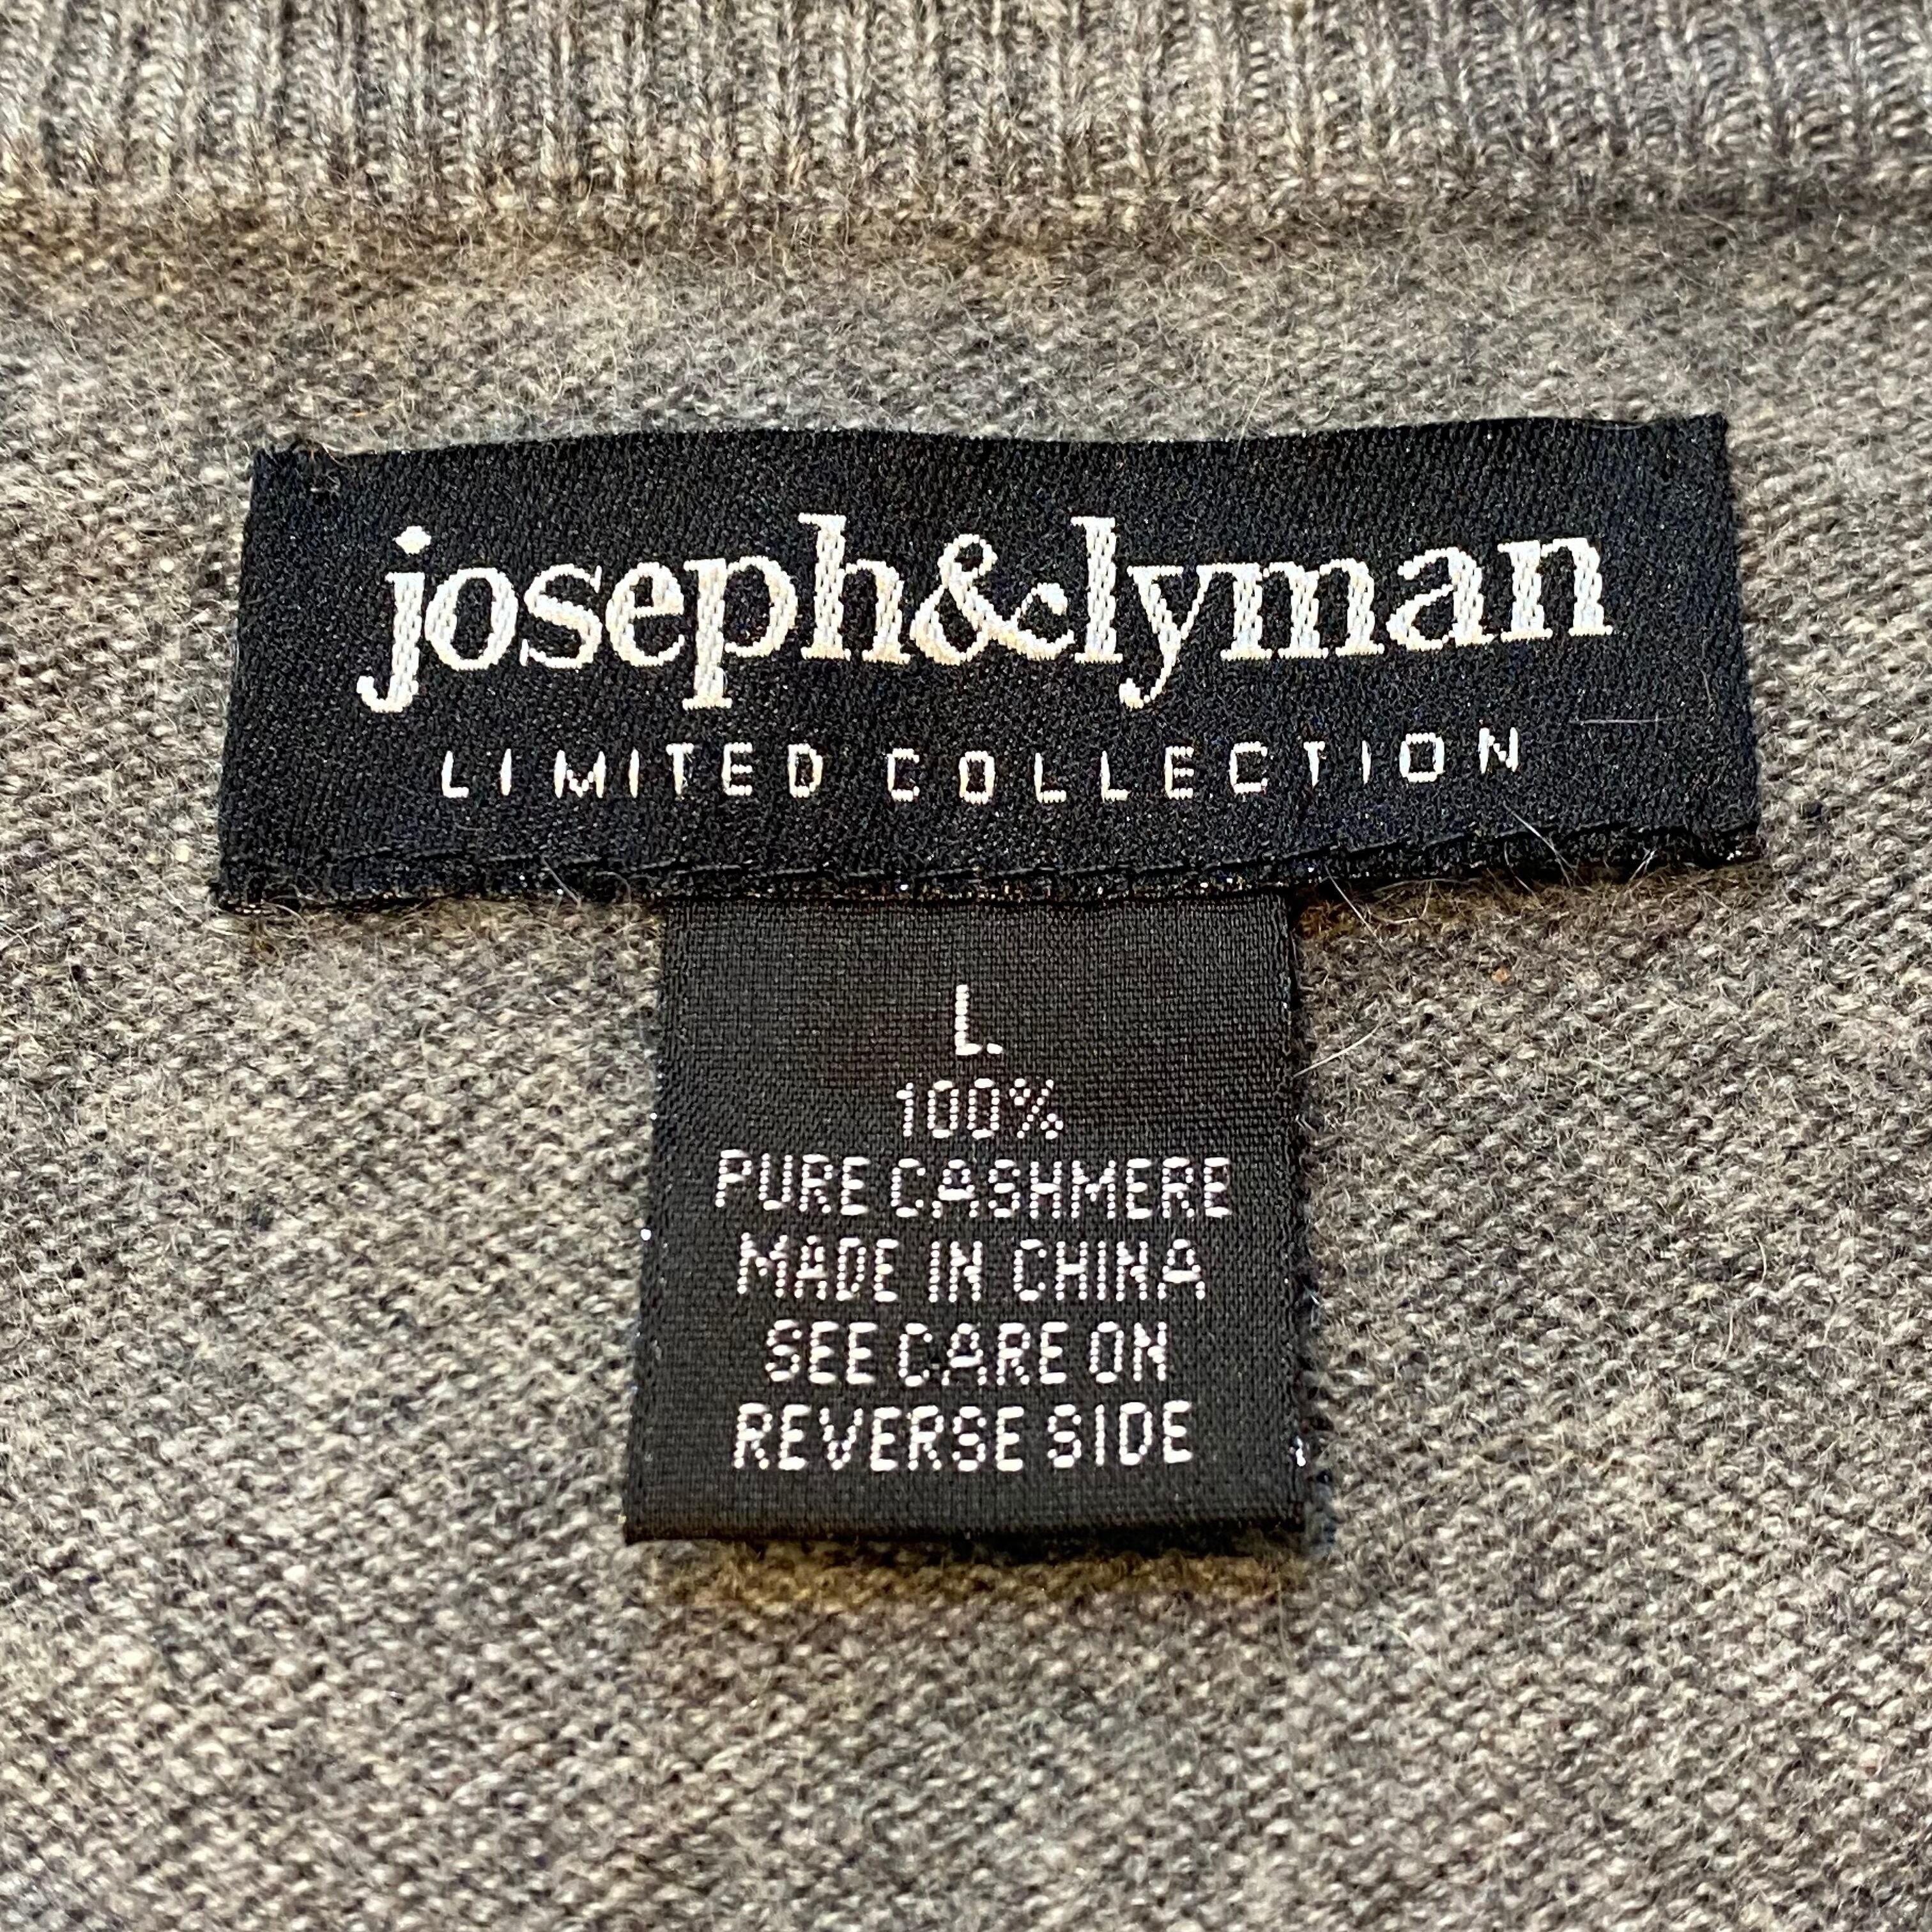 joseph&lyman
LIMITED COLLECTION
L
100%
PURE CASHMERE
MADE IN CHINA
SEE CARE ON
REVERSE SIDE